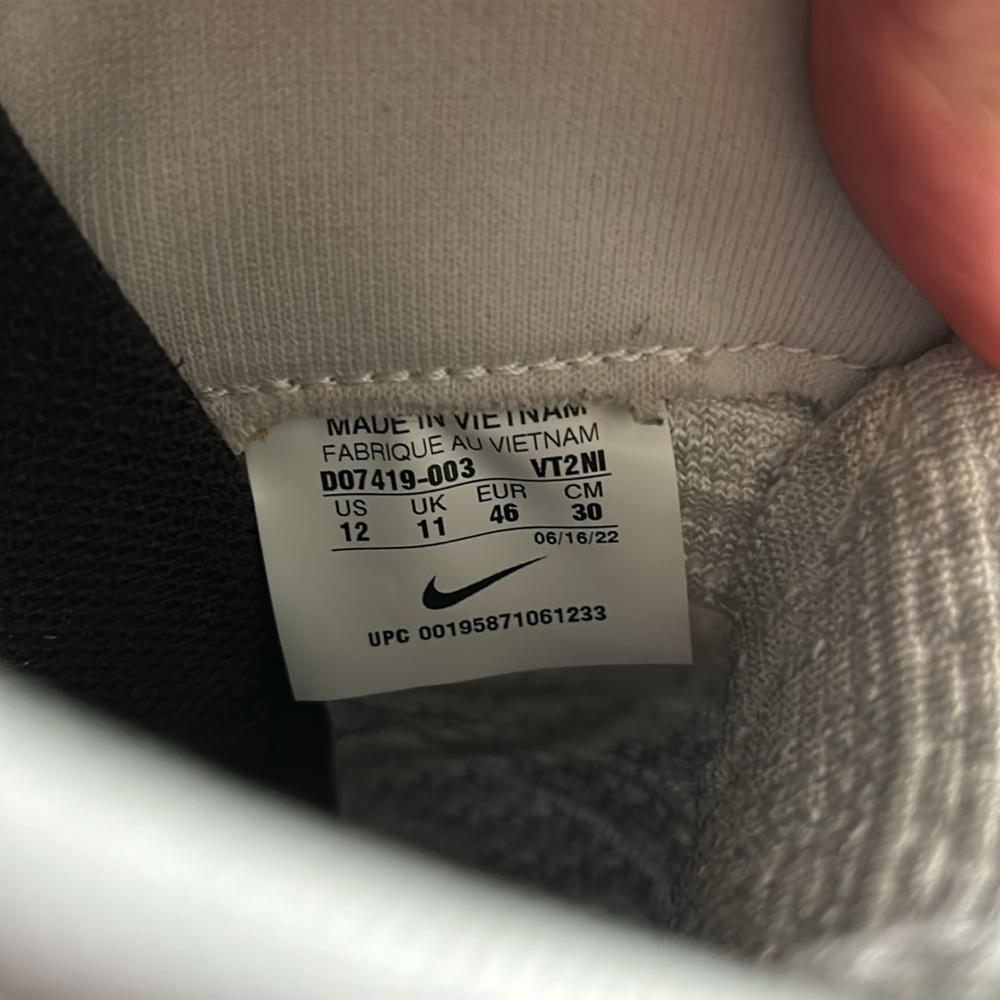 MADE IN VIETNAM
FABRIQUE AU VIETNAM
DO7419-003 VT2NI
US UK EUR CM
12 11 46 30
06/16/22
UPC 00195871061233